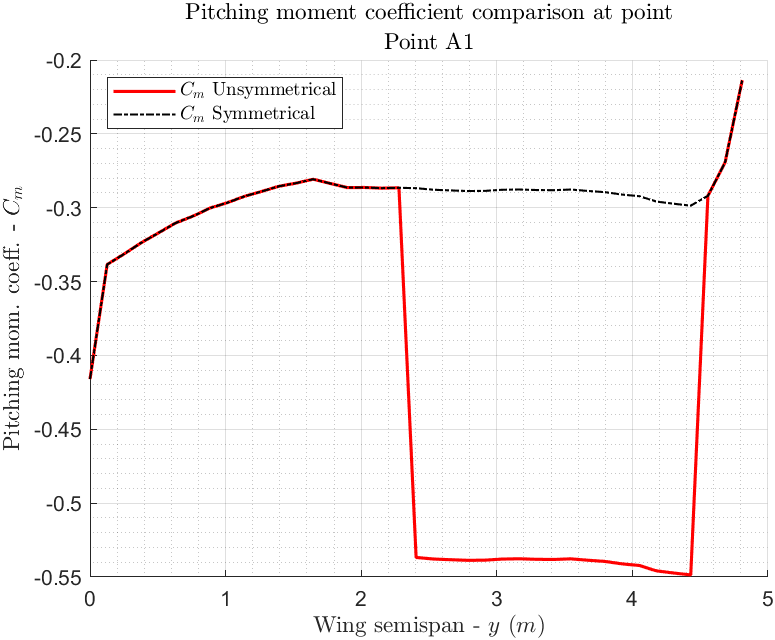 Pitching moment coefficient comparison at point
Point A1
-0.2
C_m Unsymmetrical
C_m Symmetrical
-0.25
-0.3
-0.35
-0.4
-0.45
-0.5
-0.55
Pitching mom. coeff. - C_m
0 1 2 3 4 5
Wing semispan - y (m)